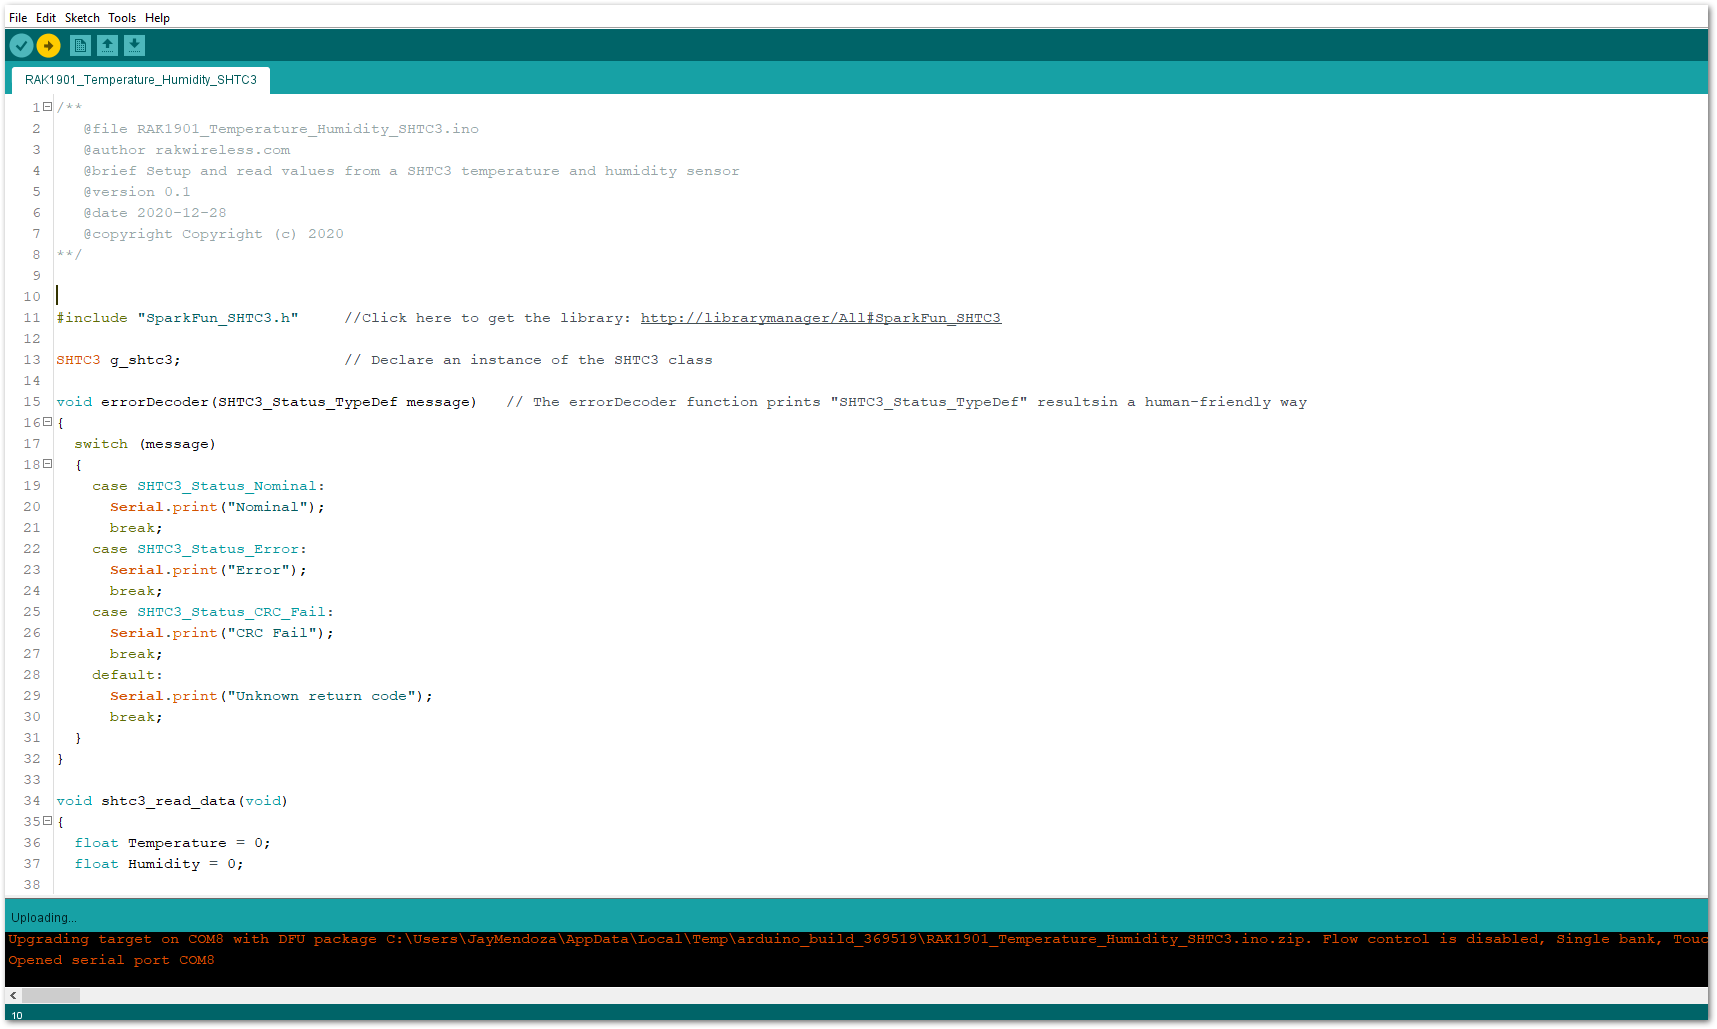 File Edit Sketch Tools Help
RAK1901_Temperature_Humidity_SHTC3
1 /**
2 @file RAK1901_Temperature_Humidity_SHTC3.ino
3 @author rakwireless.com
4 @brief Setup and read values from a SHTC3 temperature and humidity sensor
5 @version 0.1
6 @date 2020-12-28
7 @copyright Copyright (c) 2020
8 **/
9
10
11 #include "SparkFun_SHTC3.h" //Click here to get the library: http://librarymanager/All#SparkFun_SHTC3
12
13 SHTC3 g_shtc3; // Declare an instance of the SHTC3 class
14
15 void errorDecoder(SHTC3_Status_TypeDef message) // The errorDecoder function prints "SHTC3_Status_TypeDef" resultsin a human-friendly way
16 {
17 switch (message)
18 {
19 case SHTC3_Status_Nominal:
20 Serial.print("Nominal");
21 break;
22 case SHTC3_Status_Error:
23 Serial.print("Error");
24 break;
25 case SHTC3_Status_CRC_Fail:
26 Serial.print("CRC Fail");
27 break;
28 default:
29 Serial.print("Unknown return code");
30 break;
31 }
32 }
33
34 void shtc3_read_data(void)
35 {
36 float Temperature = 0;
37 float Humidity = 0;
38
Uploading...
Upgrading target on COM8 with DFU package C:\Users\JayMendoza\AppData\Local\Temp\arduino_build_369519\RAK1901_Temperature_Humidity_SHTC3.ino.zip. Flow control is disabled, Single bank, Touc
Opened serial port COM8
10